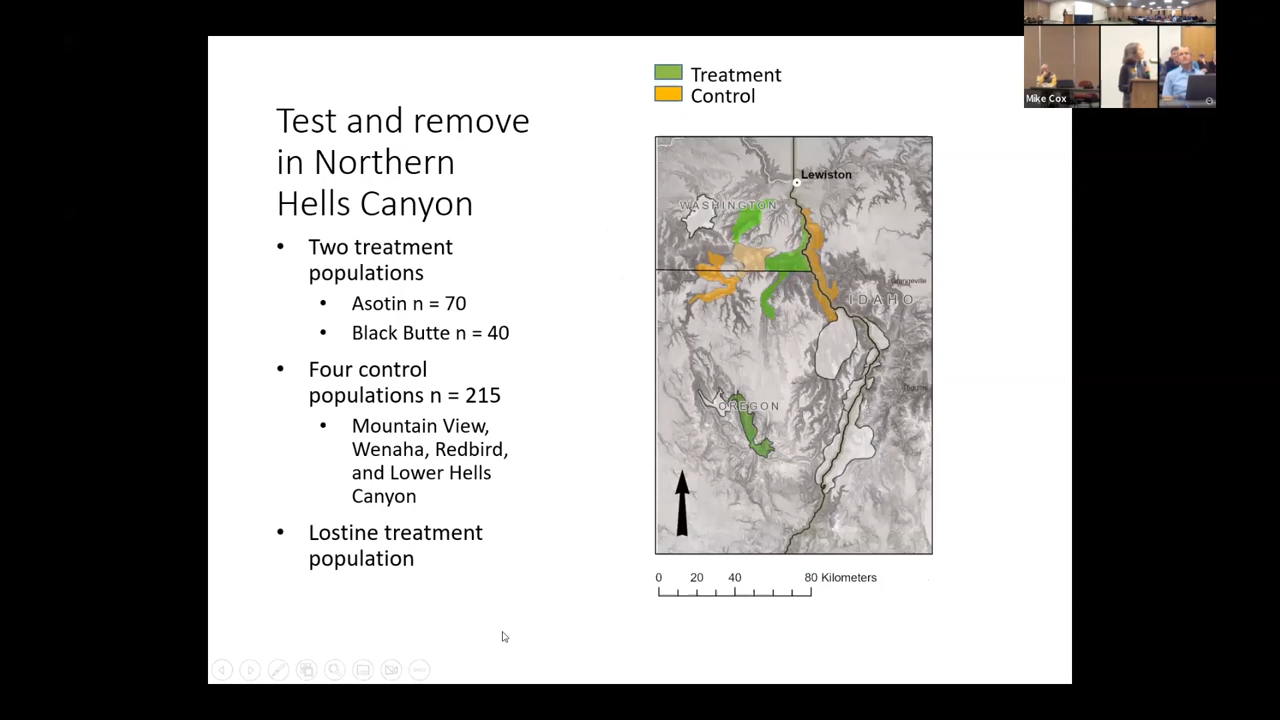 Test and remove
in Northern
Hells Canyon
• Two treatment
populations
• Asotin n = 70
• Black Butte n = 40
• Four control
populations n = 215
• Mountain View,
Wenaha, Redbird,
and Lower Hells
Canyon
• Lostine treatment
population
Treatment
Control
Lewiston
WASHINGTON
Grangeville
IDAHO
OREGON
0 20 40 80 Kilometers
Mike Cox